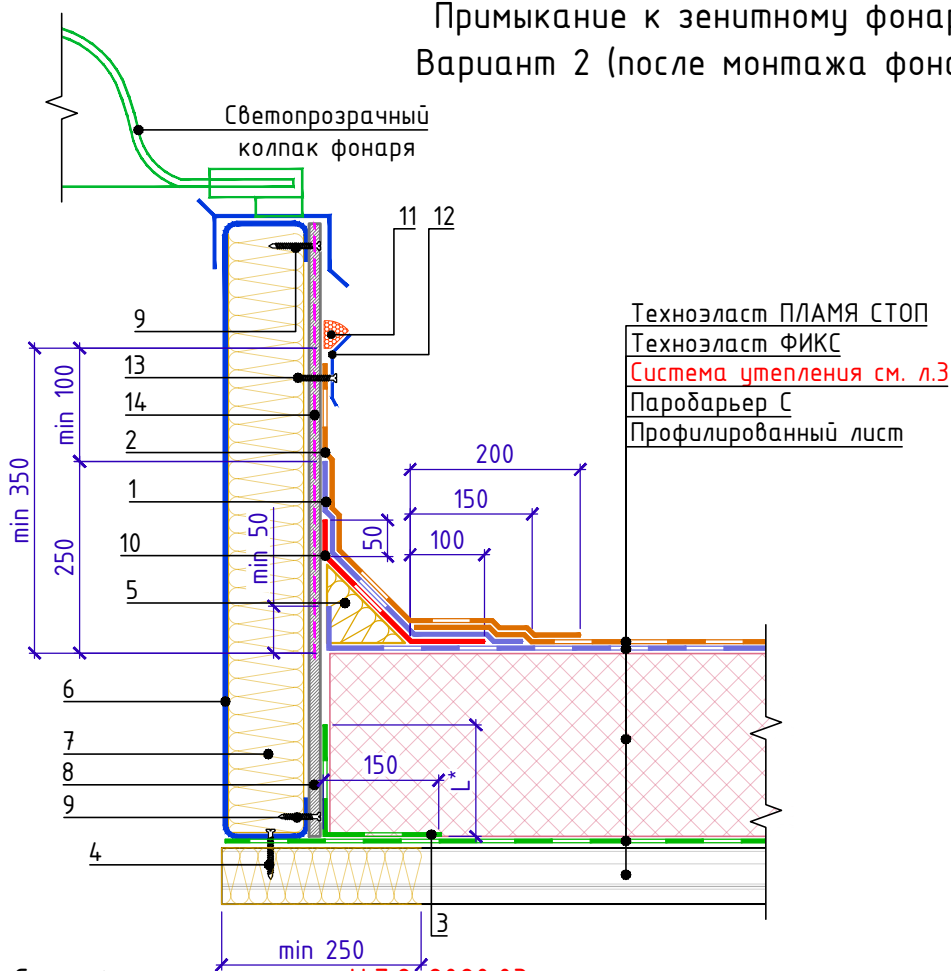 Примыкание к зенитному фонар
Вариант 2 (после монтажа фон
Светопрозрачный
колпак фонаря
11 12
Техноэласт ПЛАМЯ СТОП
Техноэласт ФИКС
Система утепления см. л.3
Паробарьер С
Профилированный лист
9
13
14
2
1
10
5
6
7
8
9
4
3
min 350
min 100
250
min 50
50
200
150
100
150
L*
min 250